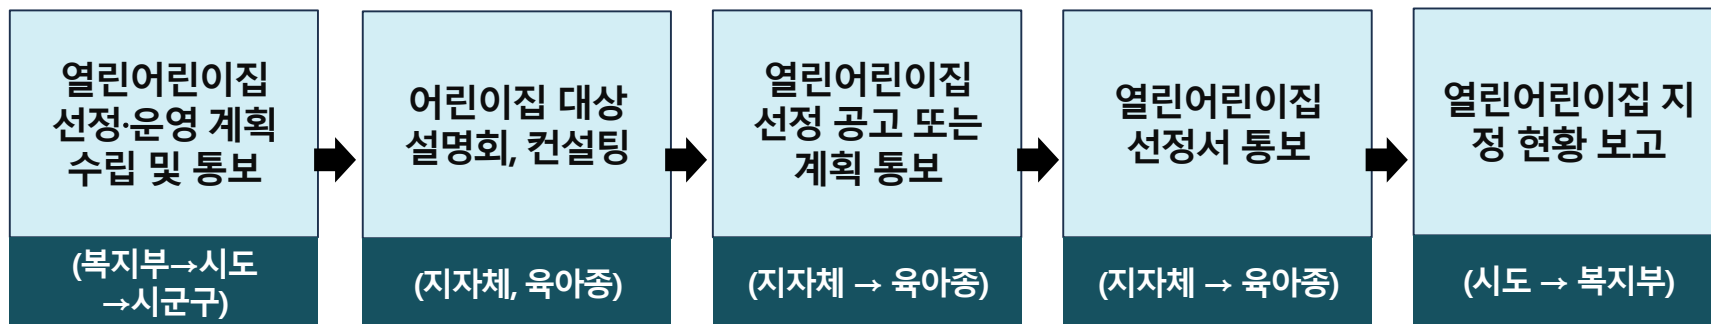 열린어린이집
선정·운영 계획
수립 및 통보
(복지부→시도
→시군구)
어린이집 대상
설명회, 컨설팅
(지자체, 육아종)
열린어린이집
선정 공고 또는
계획 통보
(지자체 → 육아종)
열린어린이집
선정서 통보
(지자체 → 육아종)
열린어린이집 지
정 현황 보고
(시도 → 복지부)